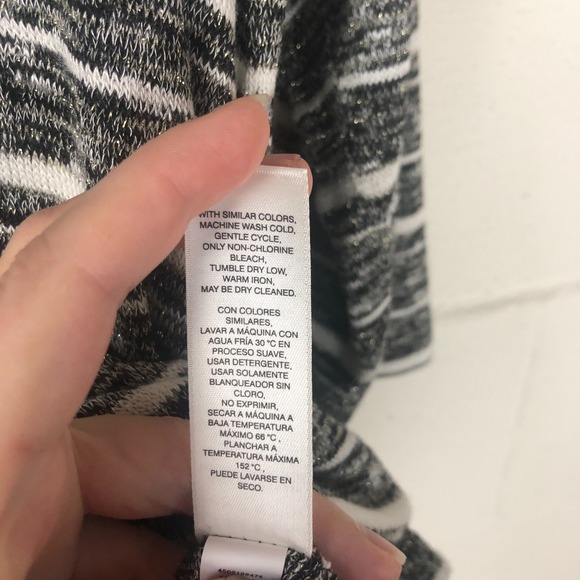 WITH SIMILAR COLORS,
MACHINE WASH COLD,
GENTLE CYCLE,
ONLY NON-CHLORINE
BLEACH,
TUMBLE DRY LOW,
WARM IRON,
MAY BE DRY CLEANED.
CON COLORES
SIMILARES,
LAVAR A MÁQUINA CON
AGUA FRÍA 30 °C EN
PROCESO SUAVE,
USAR DETERGENTE,
USAR SOLAMENTE
BLANQUEADOR SIN
CLORO,
NO EXPRIMIR,
SECAR A MÁQUINA A
BAJA TEMPERATURA
MÁXIMO 66 °C,
PLANCHAR A
TEMPERATURA MÁXIMA
152 °C,
PUEDE LAVARSE EN
SECO.